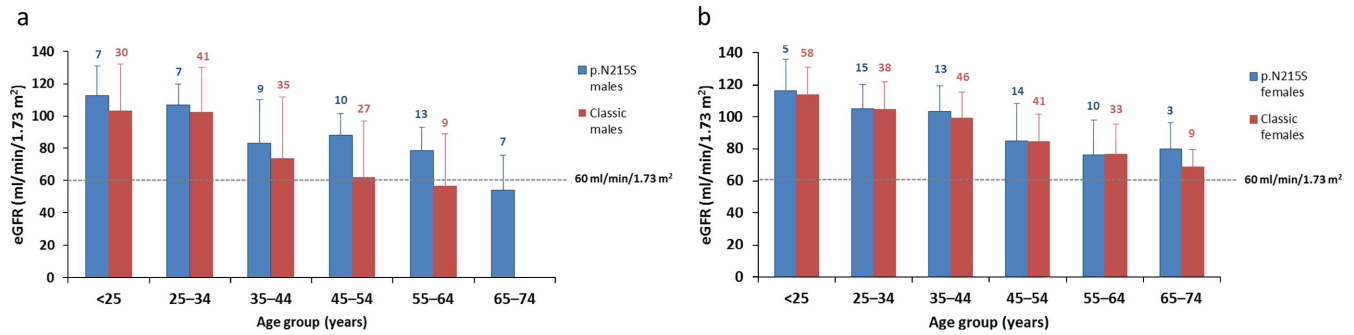 a
eGFR (ml/min/1.73 m²)
140
120
100
80
60
40
20
0
7 30
7 41
9 35
10 27
13 9
7
p.N215S
males
Classic
males
60 ml/min/1.73 m²
<25 25–34 35–44 45–54 55–64 65–74
Age group (years)
b
eGFR (ml/min/1.73 m²)
140
120
100
80
60
40
20
0
5 58
15 38
13 46
14 41
10 33
3 9
p.N215S
females
Classic
females
60 ml/min/1.73 m²
<25 25–34 35–44 45–54 55–64 65–74
Age group (years)